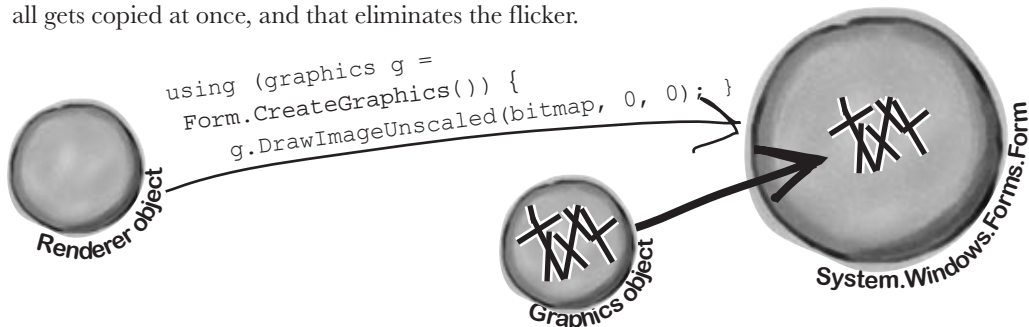 all gets copied at once, and that eliminates the flicker.
using (graphics g =
Form.CreateGraphics()) {
g.DrawImageUnscaled(bitmap, 0, 0); }
Renderer object
Graphics object
System.Windows.Forms.Form